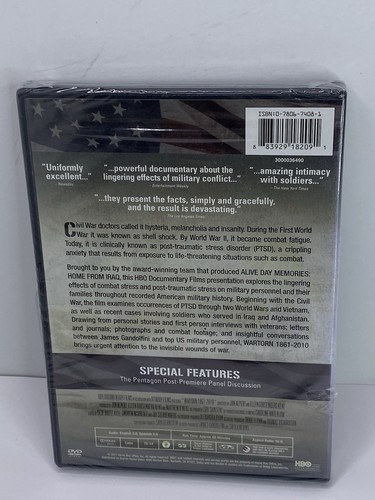 ISBN: 0-7806-7408-1
8 83929 18209 1
3000038490
"Uniformly excellent..."
"...powerful documentary about the lingering effects of military conflict..."
Entertainment Weekly
"...amazing intimacy with soldiers..."
The New York Times
"...they present the facts, simply and gracefully, and the result is devastating."
The Los Angeles Times
Civil War doctors called it hysteria, melancholia and insanity. During the First World
War it was known as shell shock. By World War II, it became combat fatigue.
Today, it is clinically known as post-traumatic stress disorder (PTSD), a crippling
anxiety that results from exposure to life-threatening situations such as combat.
Brought to you by the award-winning team that produced ALIVE DAY MEMORIES:
HOME FROM IRAQ, this HBO Documentary Films presentation explores the lingering
effects of combat stress and post-traumatic stress on military personnel and their
families throughout recorded American military history. Beginning with the Civil
War, the film examines occurrences of PTSD through two World Wars and Vietnam,
as well as recent cases involving soldiers who served in Iraq and Afghanistan.
Drawing from personal stories and first person interviews with veterans; letters
and journals; photographs and combat footage; and insightful conversations
between James Gandolfini and top US military personnel, WARTORN 1861-2010
brings urgent attention to the invisible wounds of war.
SPECIAL FEATURES
The Pentagon Post-Premiere Panel Discussion
DVD
HBO